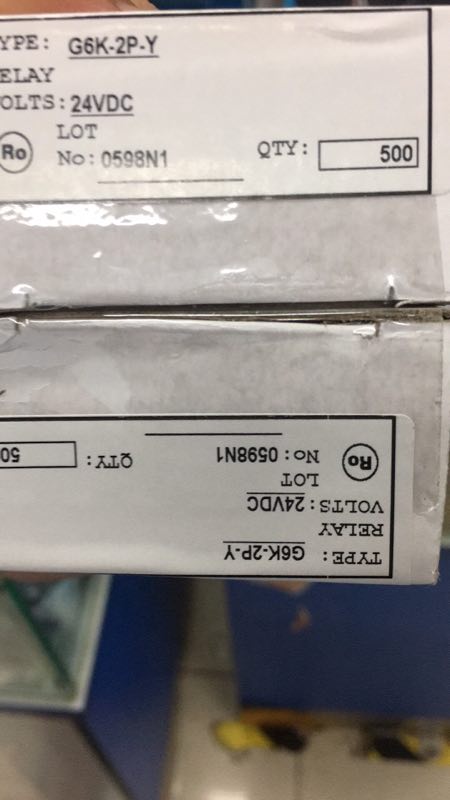 YPE: G6K-2P-Y
ELAY
OLTS: 24VDC
LOT
Ro No: 0598N1 QTY: 500
TYPE: G6K-2P-Y
RELAY
VOLTS: 24VDC
LOT
Ro No: 0598N1 QTY: 50